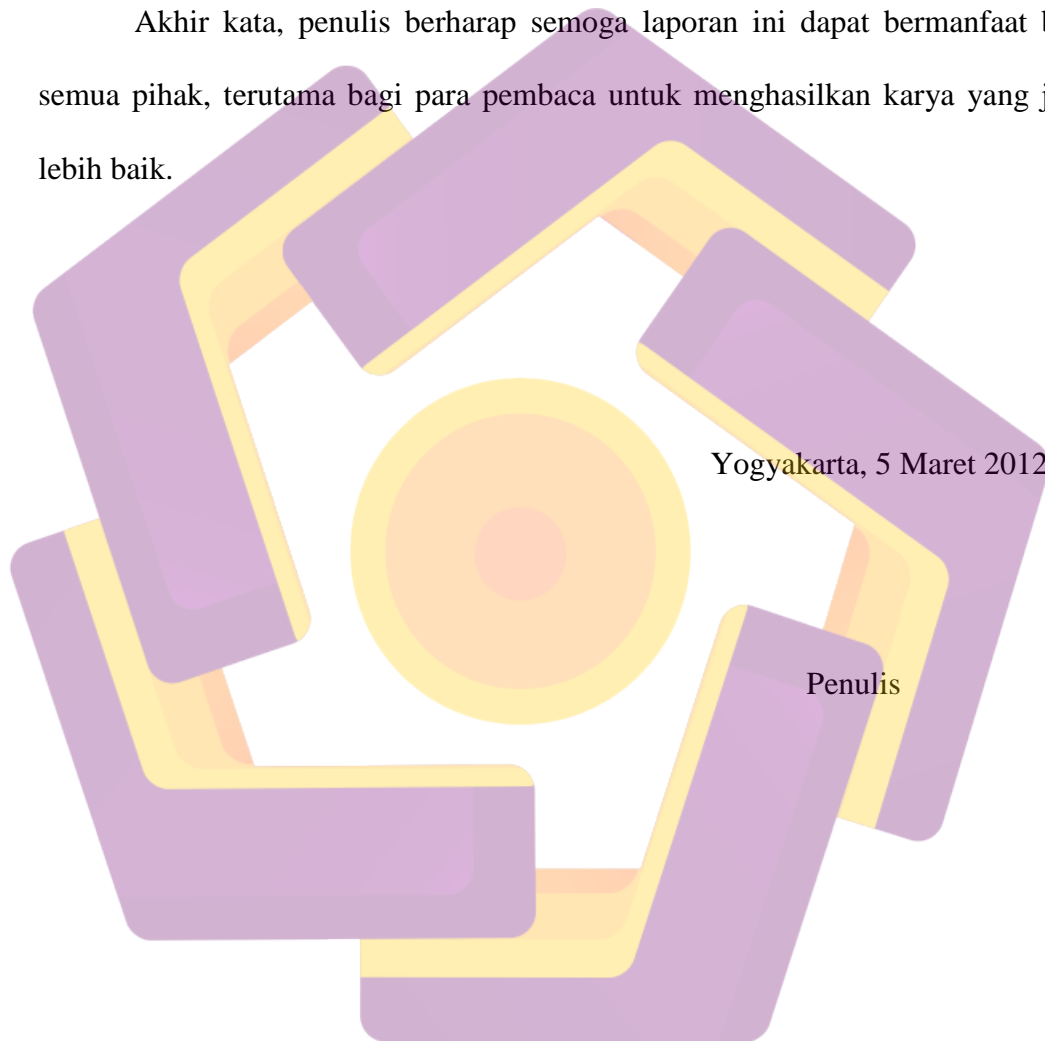 Akhir kata, penulis berharap semoga laporan ini dapat bermanfaat
semua pihak, terutama bagi para pembaca untuk menghasilkan karya yang
lebih baik.
Yogyakarta, 5 Maret 2012
Penulis